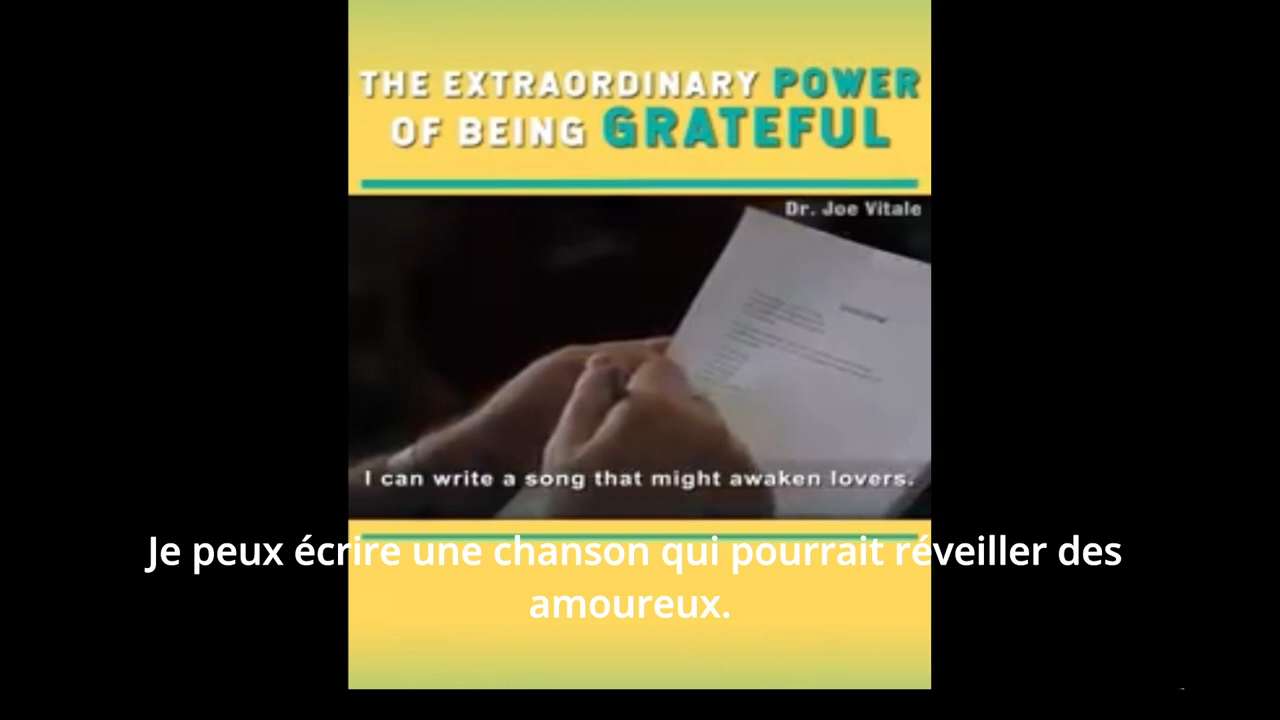 THE EXTRAORDINARY POWER
OF BEING GRATEFUL
Dr. Joe Vitale
I can write a song that might awaken lovers.
Je peux écrire une chanson qui pourrait réveiller des
amoureux.